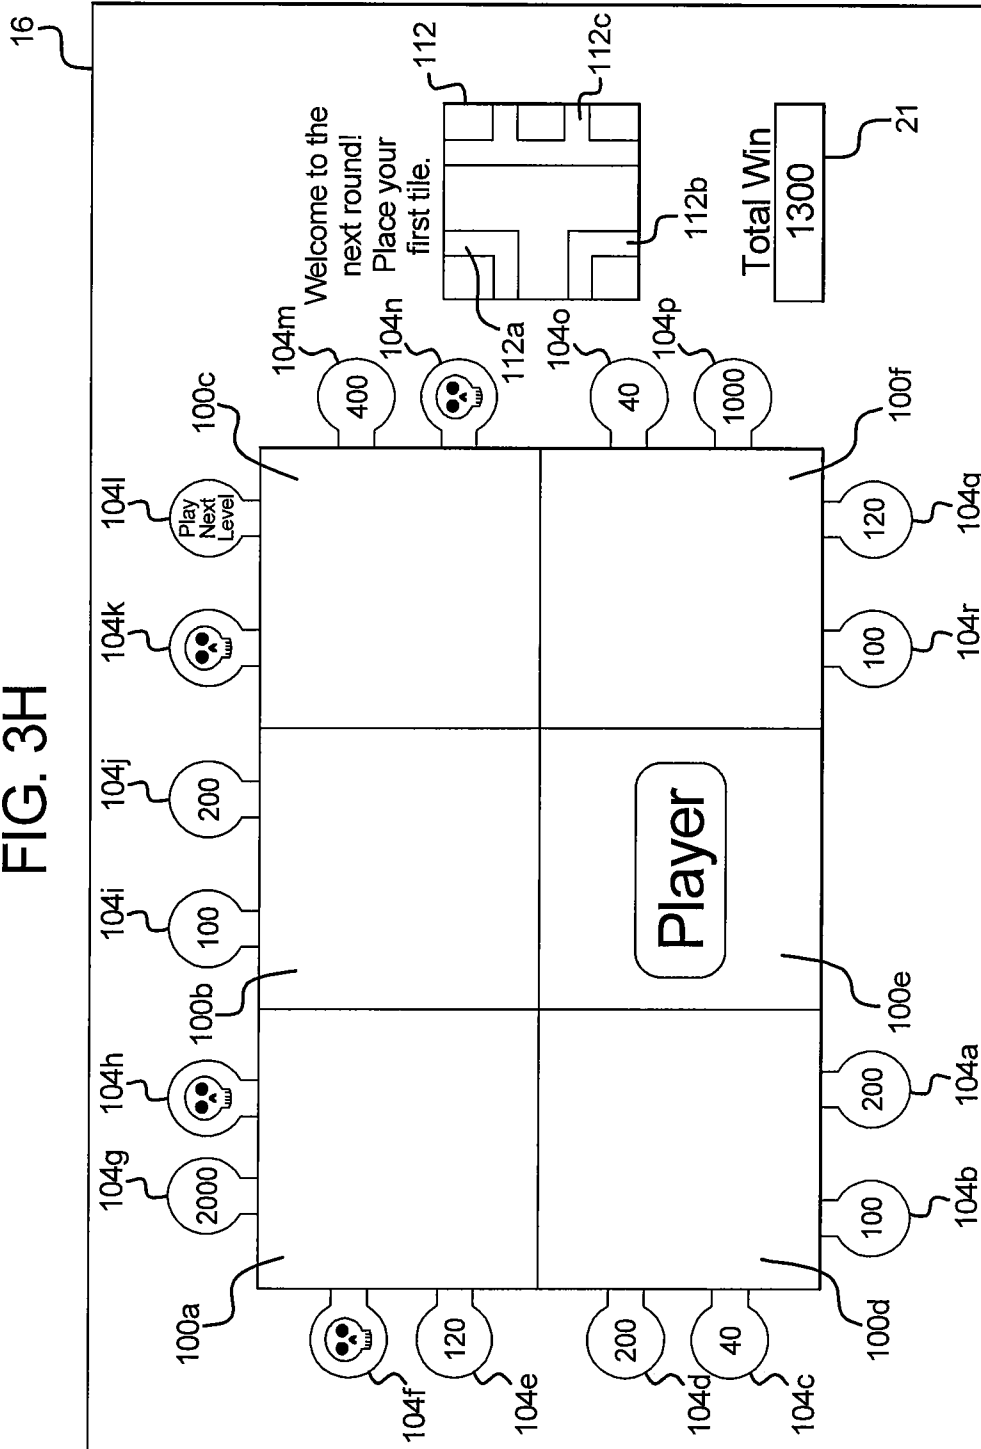 FIG. 3H
16
104g
104h
104i
104j
104k
104l
2000
100
200
Play
Next
Level
100a
100b
100c
104f
120
104e
200
104d
40
104c
104m
400
104n
104o
40
104p
1000
Welcome to the
next round!
Place your
first tile.
112
112a
112b
112c
Player
100d
100e
100f
100
200
100
120
104b
104a
104r
104q
Total Win
1300
21